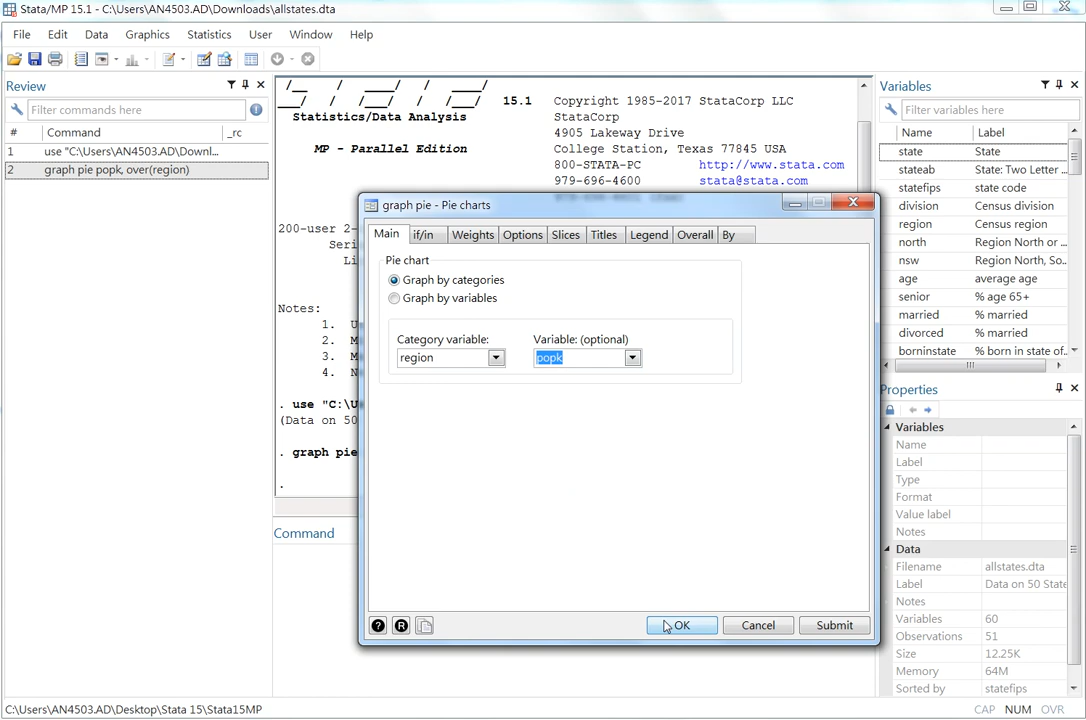 Stata/MP 15.1 - C:\Users\AN4503.AD\Downloads\allstates.dta
File Edit Data Graphics Statistics User Window Help
Review
Filter commands here
# Command _rc
1 use "C:\Users\AN4503.AD\Downl...
2 graph pie popk, over(region)
15.1 Copyright 1985-2017 StataCorp LLC
Statistics/Data Analysis StataCorp
4905 Lakeway Drive
MP - Parallel Edition College Station, Texas 77845 USA
800-STATA-PC http://www.stata.com
979-696-4600 stata@stata.com
200-user 2-
Seri
Li
Notes:
1. U
2. M
3. M
4. N
. use "C:\U
(Data on 50
. graph pie
.
Command
graph pie - Pie charts
Main if/in Weights Options Slices Titles Legend Overall By
Pie chart
Graph by categories
Graph by variables
Category variable: Variable: (optional)
region popk
? R
OK Cancel Submit
Variables
Filter variables here
Name Label
state State
stateab State: Two Letter ...
statefips state code
division Census division
region Census region
north Region North or ...
nsw Region North, So...
age average age
senior % age 65+
married % married
divorced % married
borninstate % born in state of...
Properties
Variables
Name
Label
Type
Format
Value label
Notes
Data
Filename allstates.dta
Label Data on 50 State
Notes
Variables 60
Observations 51
Size 12.25K
Memory 64M
Sorted by statefips
C:\Users\AN4503.AD\Desktop\Stata 15\Stata15MP
CAP NUM OVR